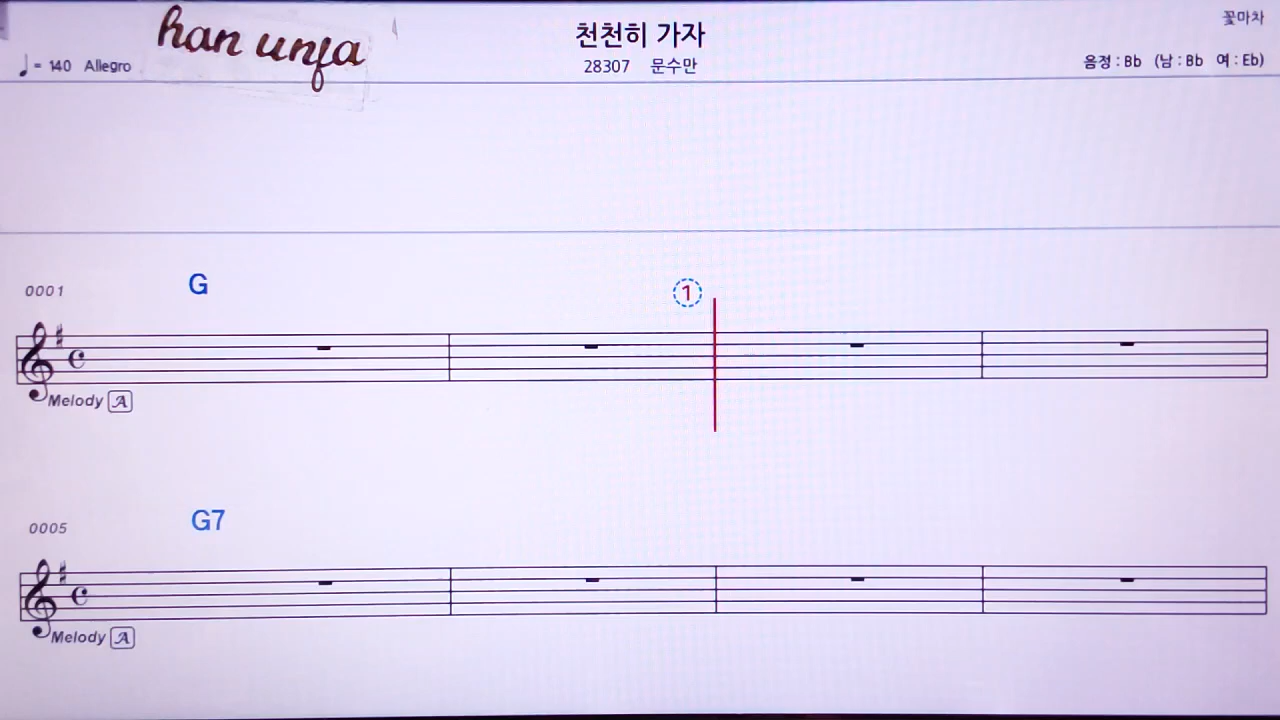 han unfa
천천히 가자
꽃마차
♩= 140 Allegro
28307 문수만
음정 : Bb (남 : Bb 여 : Eb)
0001
G
1
Melody A
0005
G7
Melody A